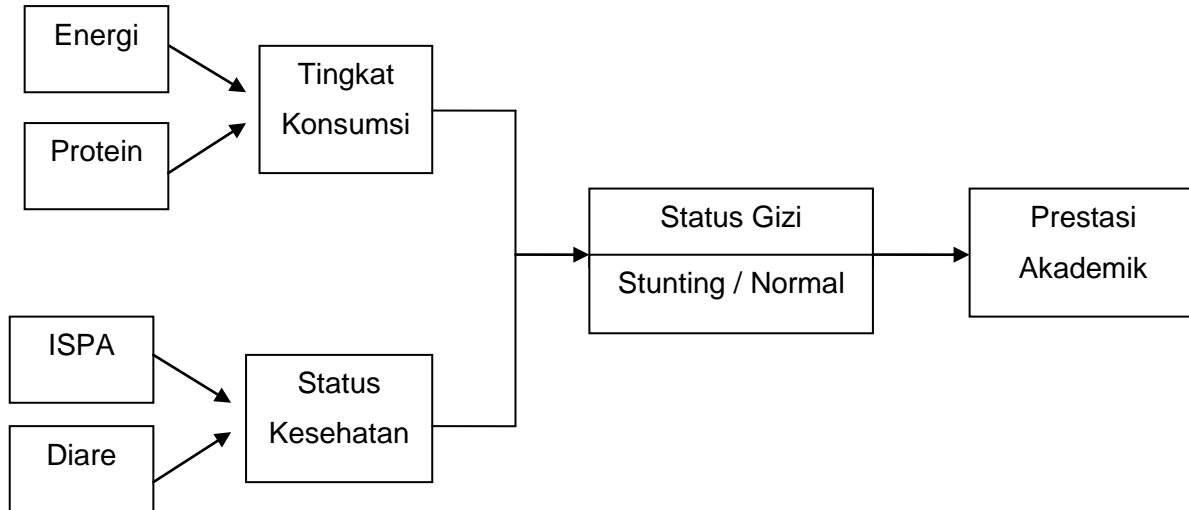 Energi
Protein
Tingkat
Konsumsi
ISPA
Diare
Status
Kesehatan
Status Gizi
Stunting / Normal
Prestasi
Akademik